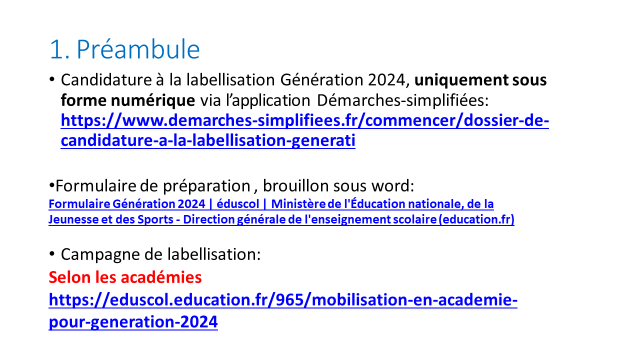 1. Préambule
• Candidature à la labellisation Génération 2024, uniquement sous
forme numérique via l’application Démarches-simplifiées:
https://www.demarches-simplifiees.fr/commencer/dossier-de-
candidature-a-la-labellisation-generati
•Formulaire de préparation , brouillon sous word:
Formulaire Génération 2024 | éduscol | Ministère de l'Éducation nationale, de la
Jeunesse et des Sports - Direction générale de l'enseignement scolaire (education.fr)
• Campagne de labellisation:
Selon les académies
https://eduscol.education.fr/965/mobilisation-en-academie-
pour-generation-2024